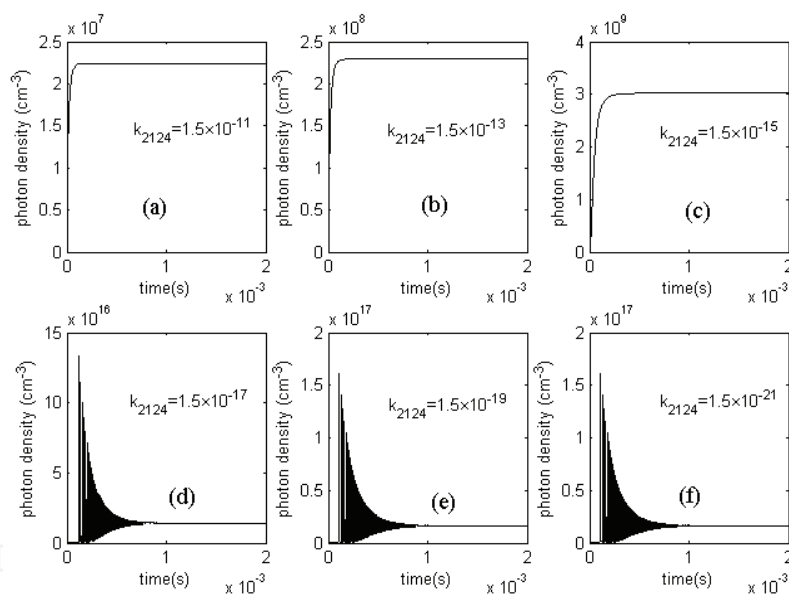 × 10^7
2.5
2
1.5
1
0.5
0
photon density (cm^-3)
k_2124=1.5×10^-11
(a)
0 1 2
time(s)
× 10^-3
× 10^8
2.5
2
1.5
1
0.5
0
photon density (cm^-3)
k_2124=1.5×10^-13
(b)
0 1 2
time(s)
× 10^-3
× 10^9
4
3
2
1
0
photon density (cm^-3)
k_2124=1.5×10^-15
(c)
0 1 2
time(s)
× 10^-3
× 10^16
15
10
5
0
photon density (cm^-3)
k_2124=1.5×10^-17
(d)
0 1 2
time(s)
× 10^-3
× 10^17
2
1.5
1
0.5
0
photon density (cm^-3)
k_2124=1.5×10^-19
(e)
0 1 2
time(s)
× 10^-3
× 10^17
2
1.5
1
0.5
0
photon density (cm^-3)
k_2124=1.5×10^-21
(f)
0 1 2
time(s)
× 10^-3